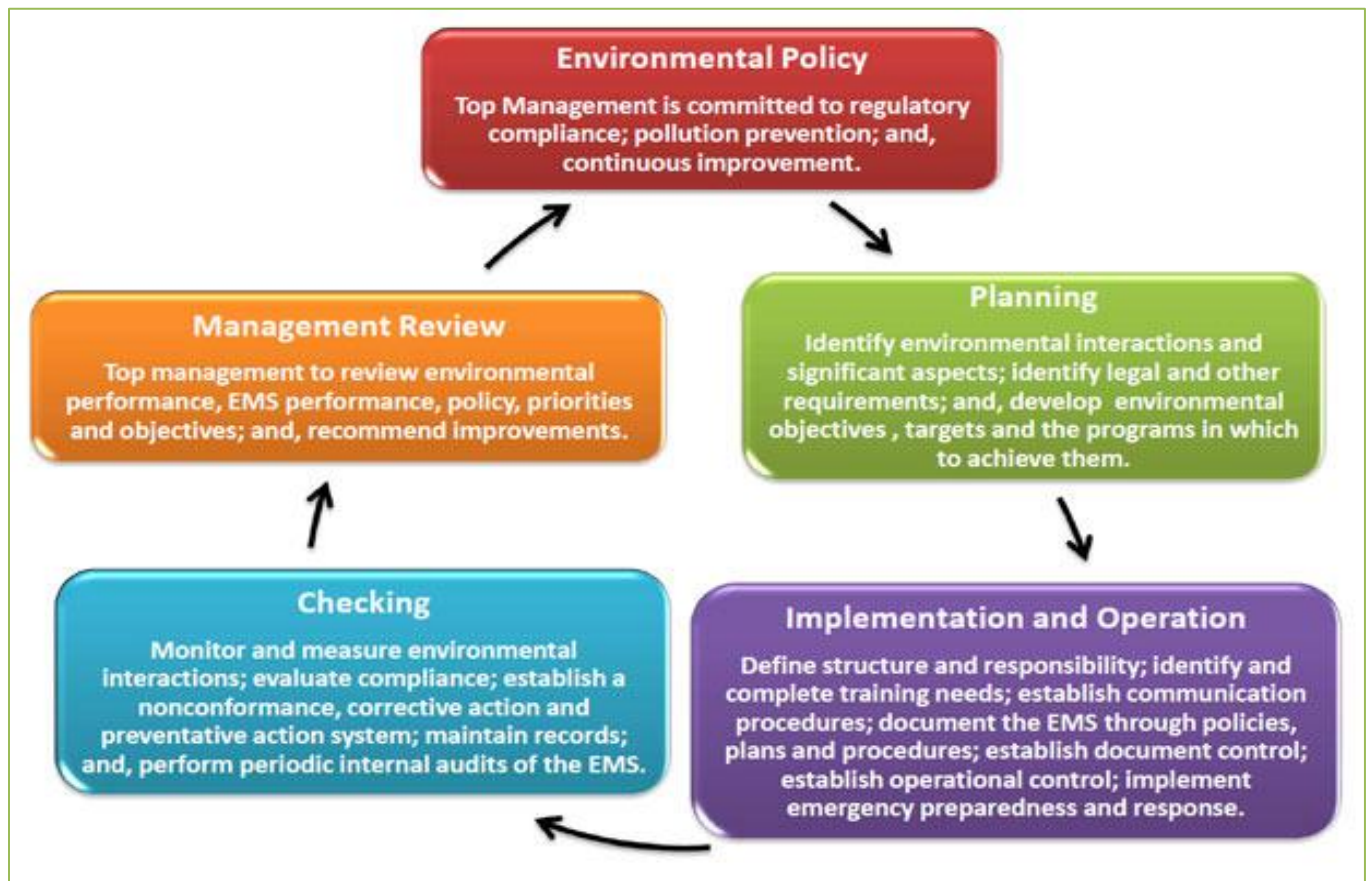 Environmental Policy
Top Management is committed to regulatory
compliance; pollution prevention; and,
continuous improvement.
Planning
Identify environmental interactions and
significant aspects; identify legal and other
requirements; and, develop environmental
objectives , targets and the programs in which
to achieve them.
Implementation and Operation
Define structure and responsibility; identify and
complete training needs; establish communication
procedures; document the EMS through policies,
plans and procedures; establish document control;
establish operational control; implement
emergency preparedness and response.
Checking
Monitor and measure environmental
interactions; evaluate compliance; establish a
nonconformance, corrective action and
preventative action system; maintain records;
and, perform periodic internal audits of the EMS.
Management Review
Top management to review environmental
performance, EMS performance, policy, priorities
and objectives; and, recommend improvements.